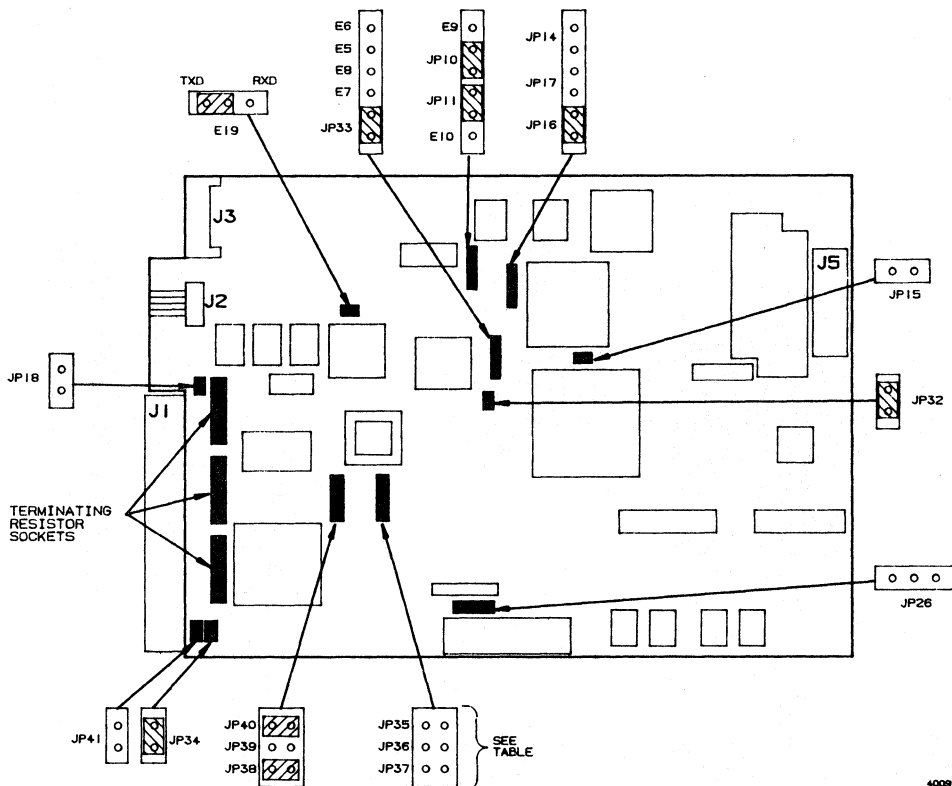 E6
E5
E8
E7
JP33
E9
JP10
JP11
E10
JP14
JP17
JP16
TXD RXD
E19
J3
J2
J5
JP15
JP18
J1
JP32
TERMINATING
RESISTOR
SOCKETS
JP26
JP41
JP34
JP40
JP39
JP38
JP35
JP36
JP37
SEE
TABLE
4009